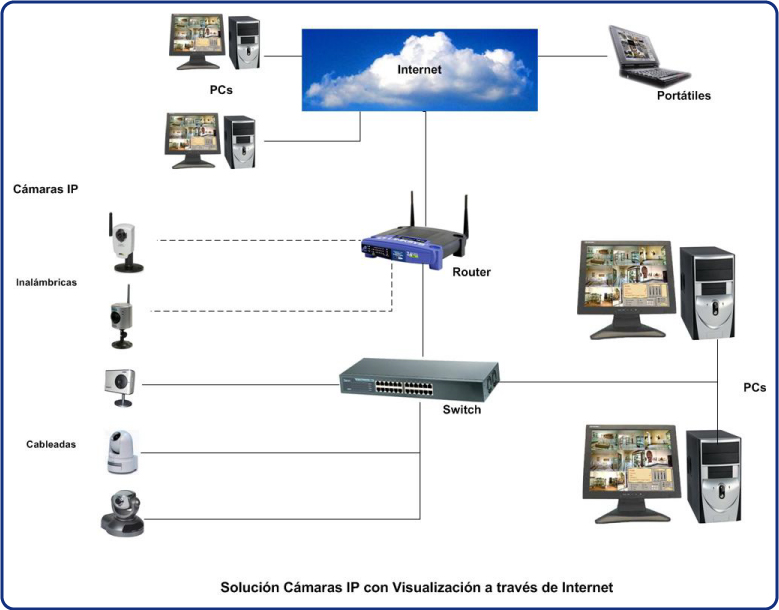 Internet
PCs
Portátiles
Cámaras IP
Inalámbricas
Router
PCs
Switch
Cableadas
Solución Cámaras IP con Visualización a través de Internet